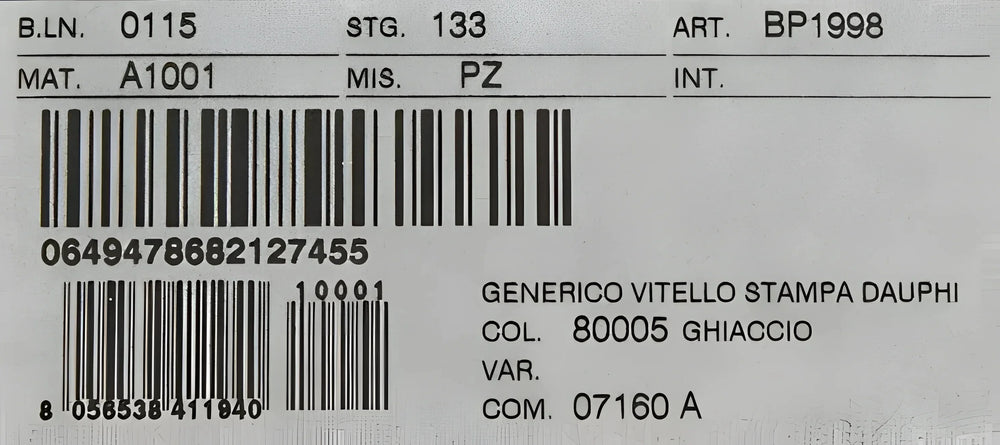 B.LN. 0115 STG. 133 ART. BP1998
MAT. A1001 MIS. PZ INT.
0649478682127455
10001
8 056538 411940
GENERICO VITELLO STAMPA DAUPHI
COL. 80005 GHIACCIO
VAR.
COM. 07160 A